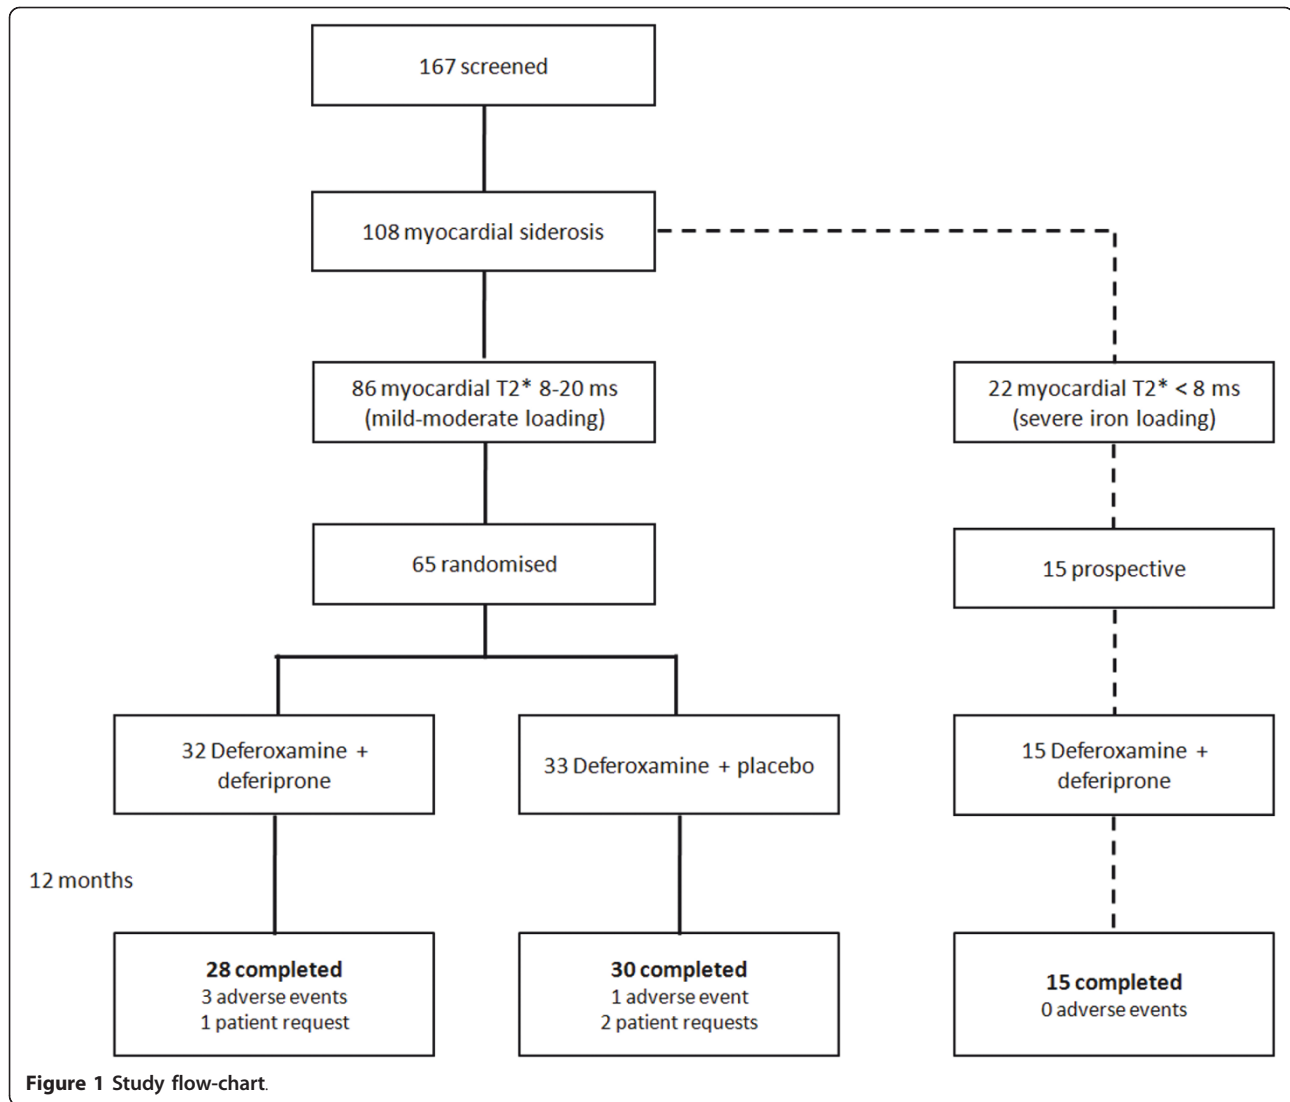 167 screened
108 myocardial siderosis
86 myocardial T2* 8-20 ms
(mild-moderate loading)
22 myocardial T2* < 8 ms
(severe iron loading)
65 randomised
15 prospective
32 Deferoxamine +
deferiprone
33 Deferoxamine + placebo
15 Deferoxamine +
deferiprone
12 months
28 completed
3 adverse events
1 patient request
30 completed
1 adverse event
2 patient requests
15 completed
0 adverse events
Figure 1 Study flow-chart.